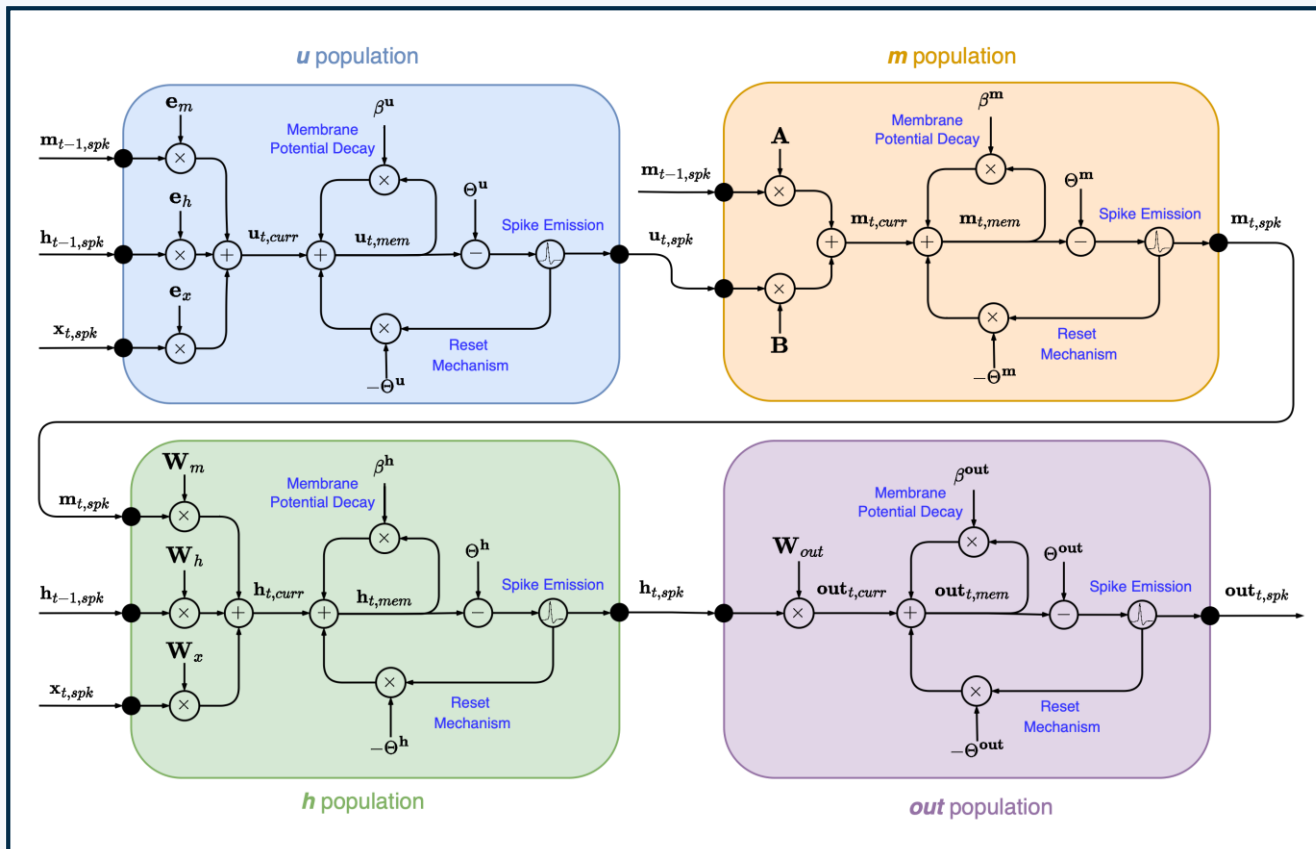 u population
e_m
β^u
m_{t−1,spk}
Membrane
Potential Decay
×
×
e_h
Θ^u
Spike Emission
h_{t−1,spk}
u_{t,curr}
u_{t,mem}
×
+
+
−
e_x
x_{t,spk}
×
×
Reset
Mechanism
−Θ^u
m population
β^m
A
Membrane
Potential Decay
m_{t−1,spk}
×
×
Θ^m
Spike Emission
m_{t,spk}
u_{t,spk}
m_{t,curr}
m_{t,mem}
+
+
−
×
×
B
Reset
Mechanism
−Θ^m
W_m
β^h
m_{t,spk}
Membrane
Potential Decay
×
×
W_h
Θ^h
Spike Emission
h_{t−1,spk}
h_{t,curr}
h_{t,mem}
×
+
+
−
W_x
x_{t,spk}
×
×
Reset
Mechanism
−Θ^h
h population
β^out
Membrane
Potential Decay
×
W_out
Θ^out
Spike Emission
h_{t,spk}
out_{t,curr}
out_{t,mem}
out_{t,spk}
×
+
−
×
Reset
Mechanism
−Θ^out
out population